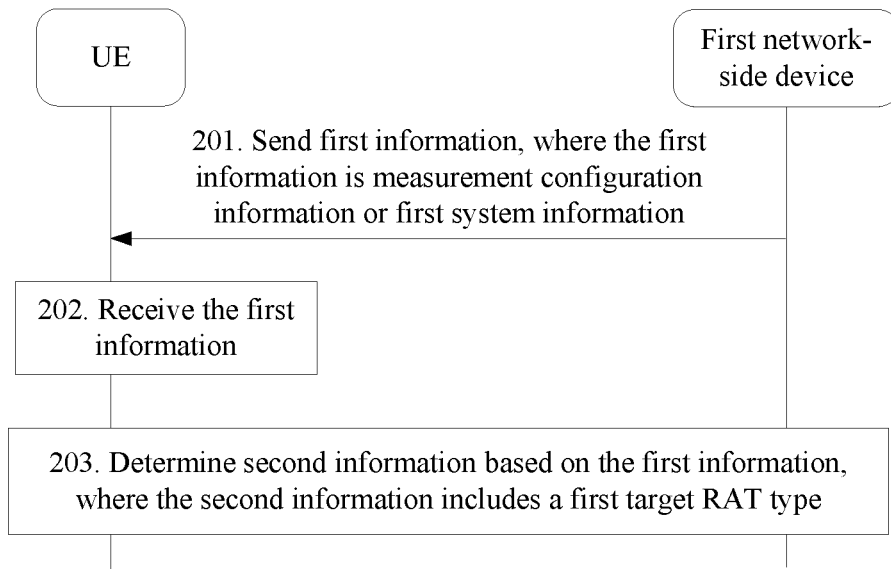 UE
First network-
side device
201. Send first information, where the first
information is measurement configuration
information or first system information
202. Receive the first
information
203. Determine second information based on the first information,
where the second information includes a first target RAT type